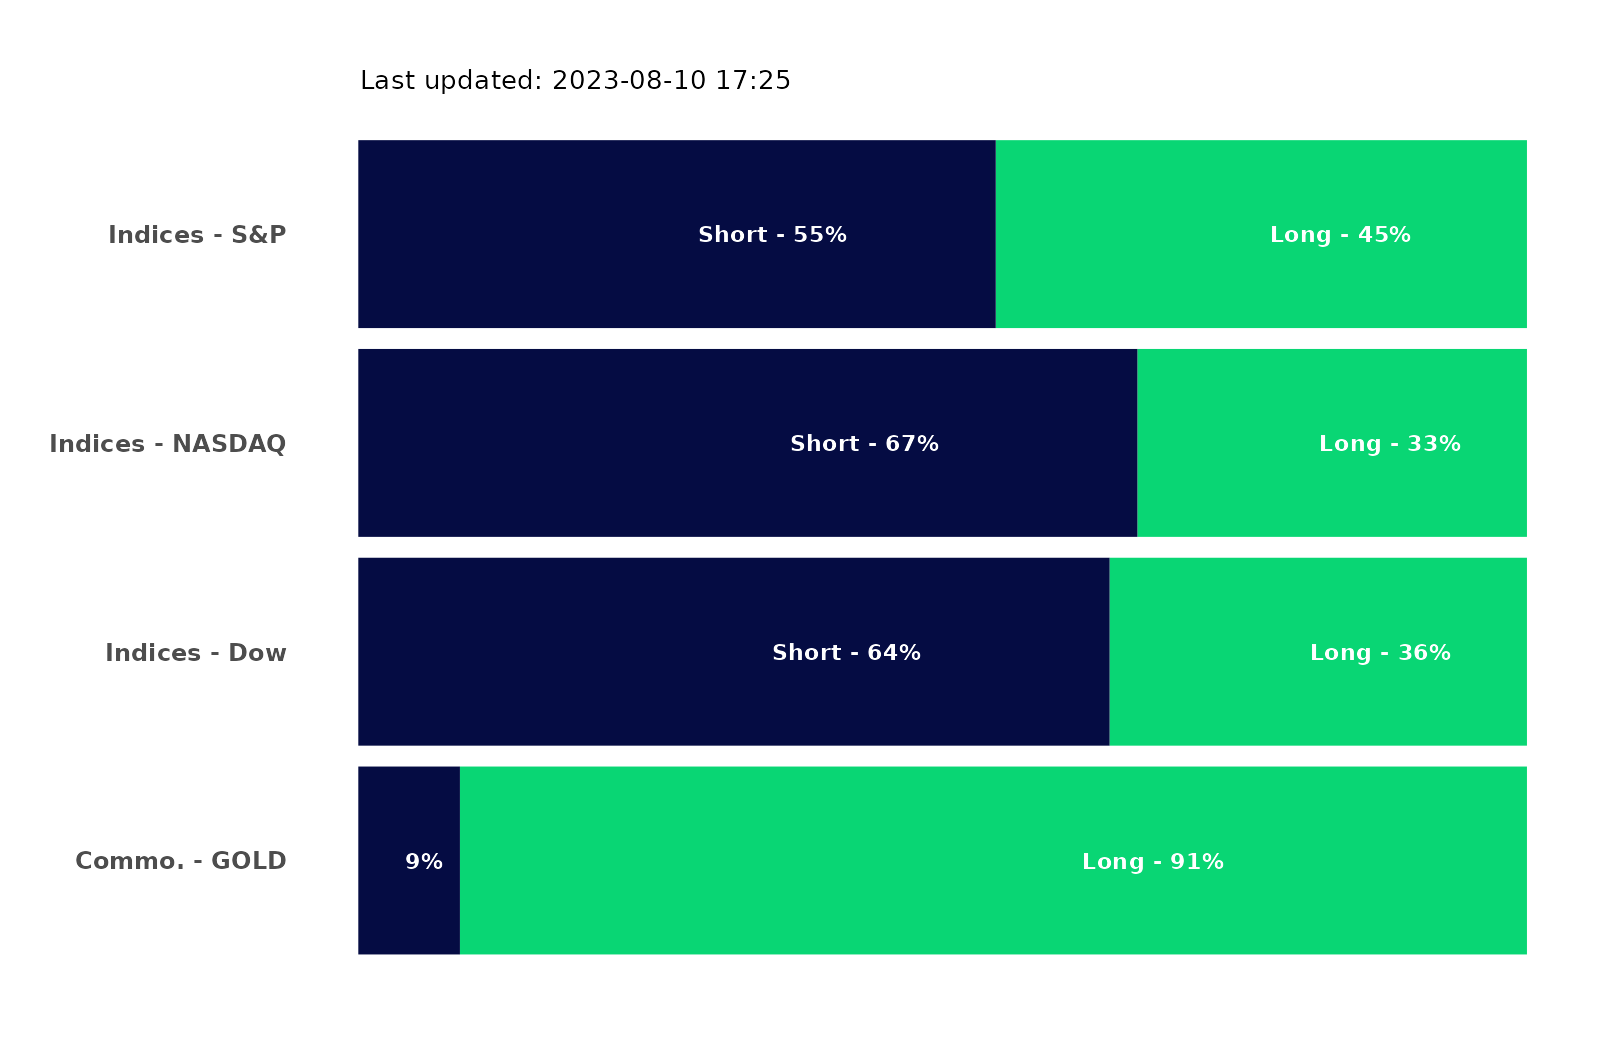 Last updated: 2023-08-10 17:25
Indices - S&P Short - 55% Long - 45%
Indices - NASDAQ Short - 67% Long - 33%
Indices - Dow Short - 64% Long - 36%
Commo. - GOLD 9% Long - 91%